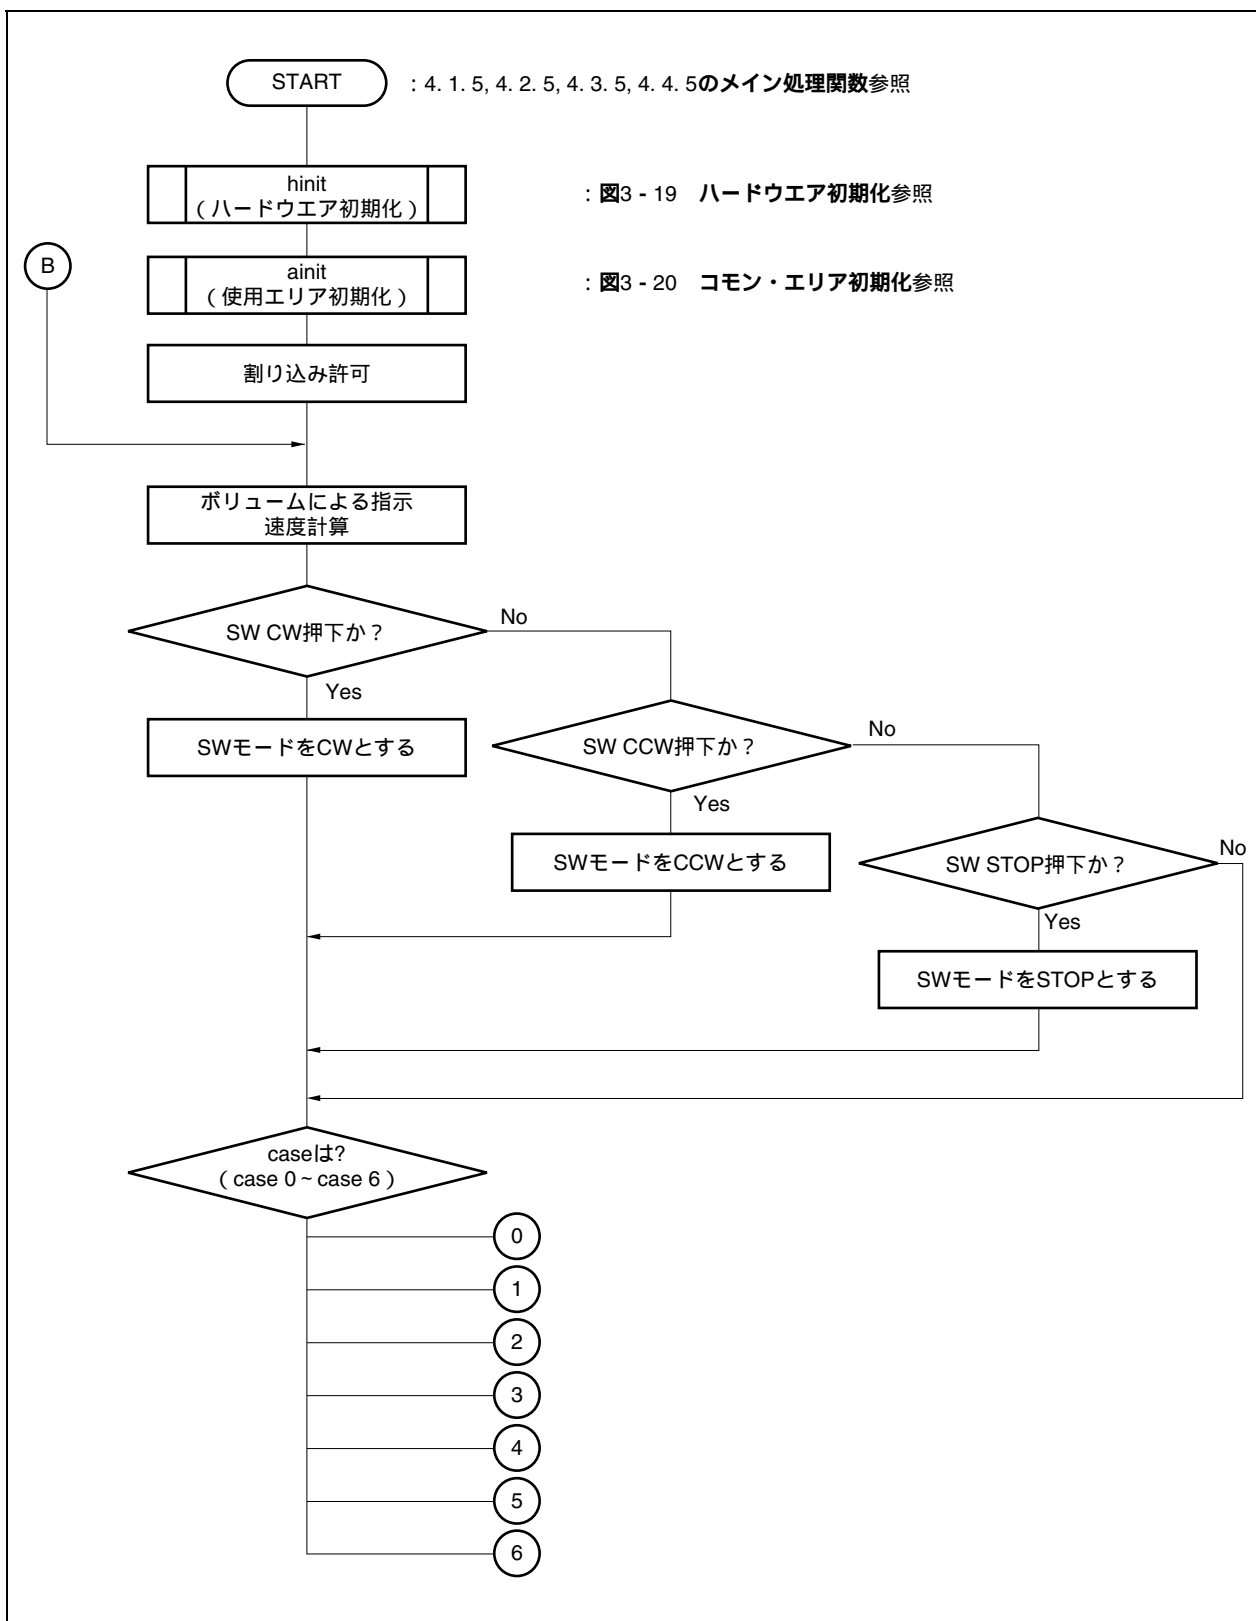 START
: 4. 1. 5, 4. 2. 5, 4. 3. 5, 4. 4. 5のメイン処理関数参照
hinit
（ハードウエア初期化）
: 図3 - 19　ハードウエア初期化参照
B
ainit
（使用エリア初期化）
: 図3 - 20　コモン・エリア初期化参照
割り込み許可
ボリュームによる指示
速度計算
SW CW押下か？
No
Yes
SWモードをCWとする
SW CCW押下か？
No
Yes
SWモードをCCWとする
SW STOP押下か？
No
Yes
SWモードをSTOPとする
caseは?
（case 0 ~ case 6）
0
1
2
3
4
5
6